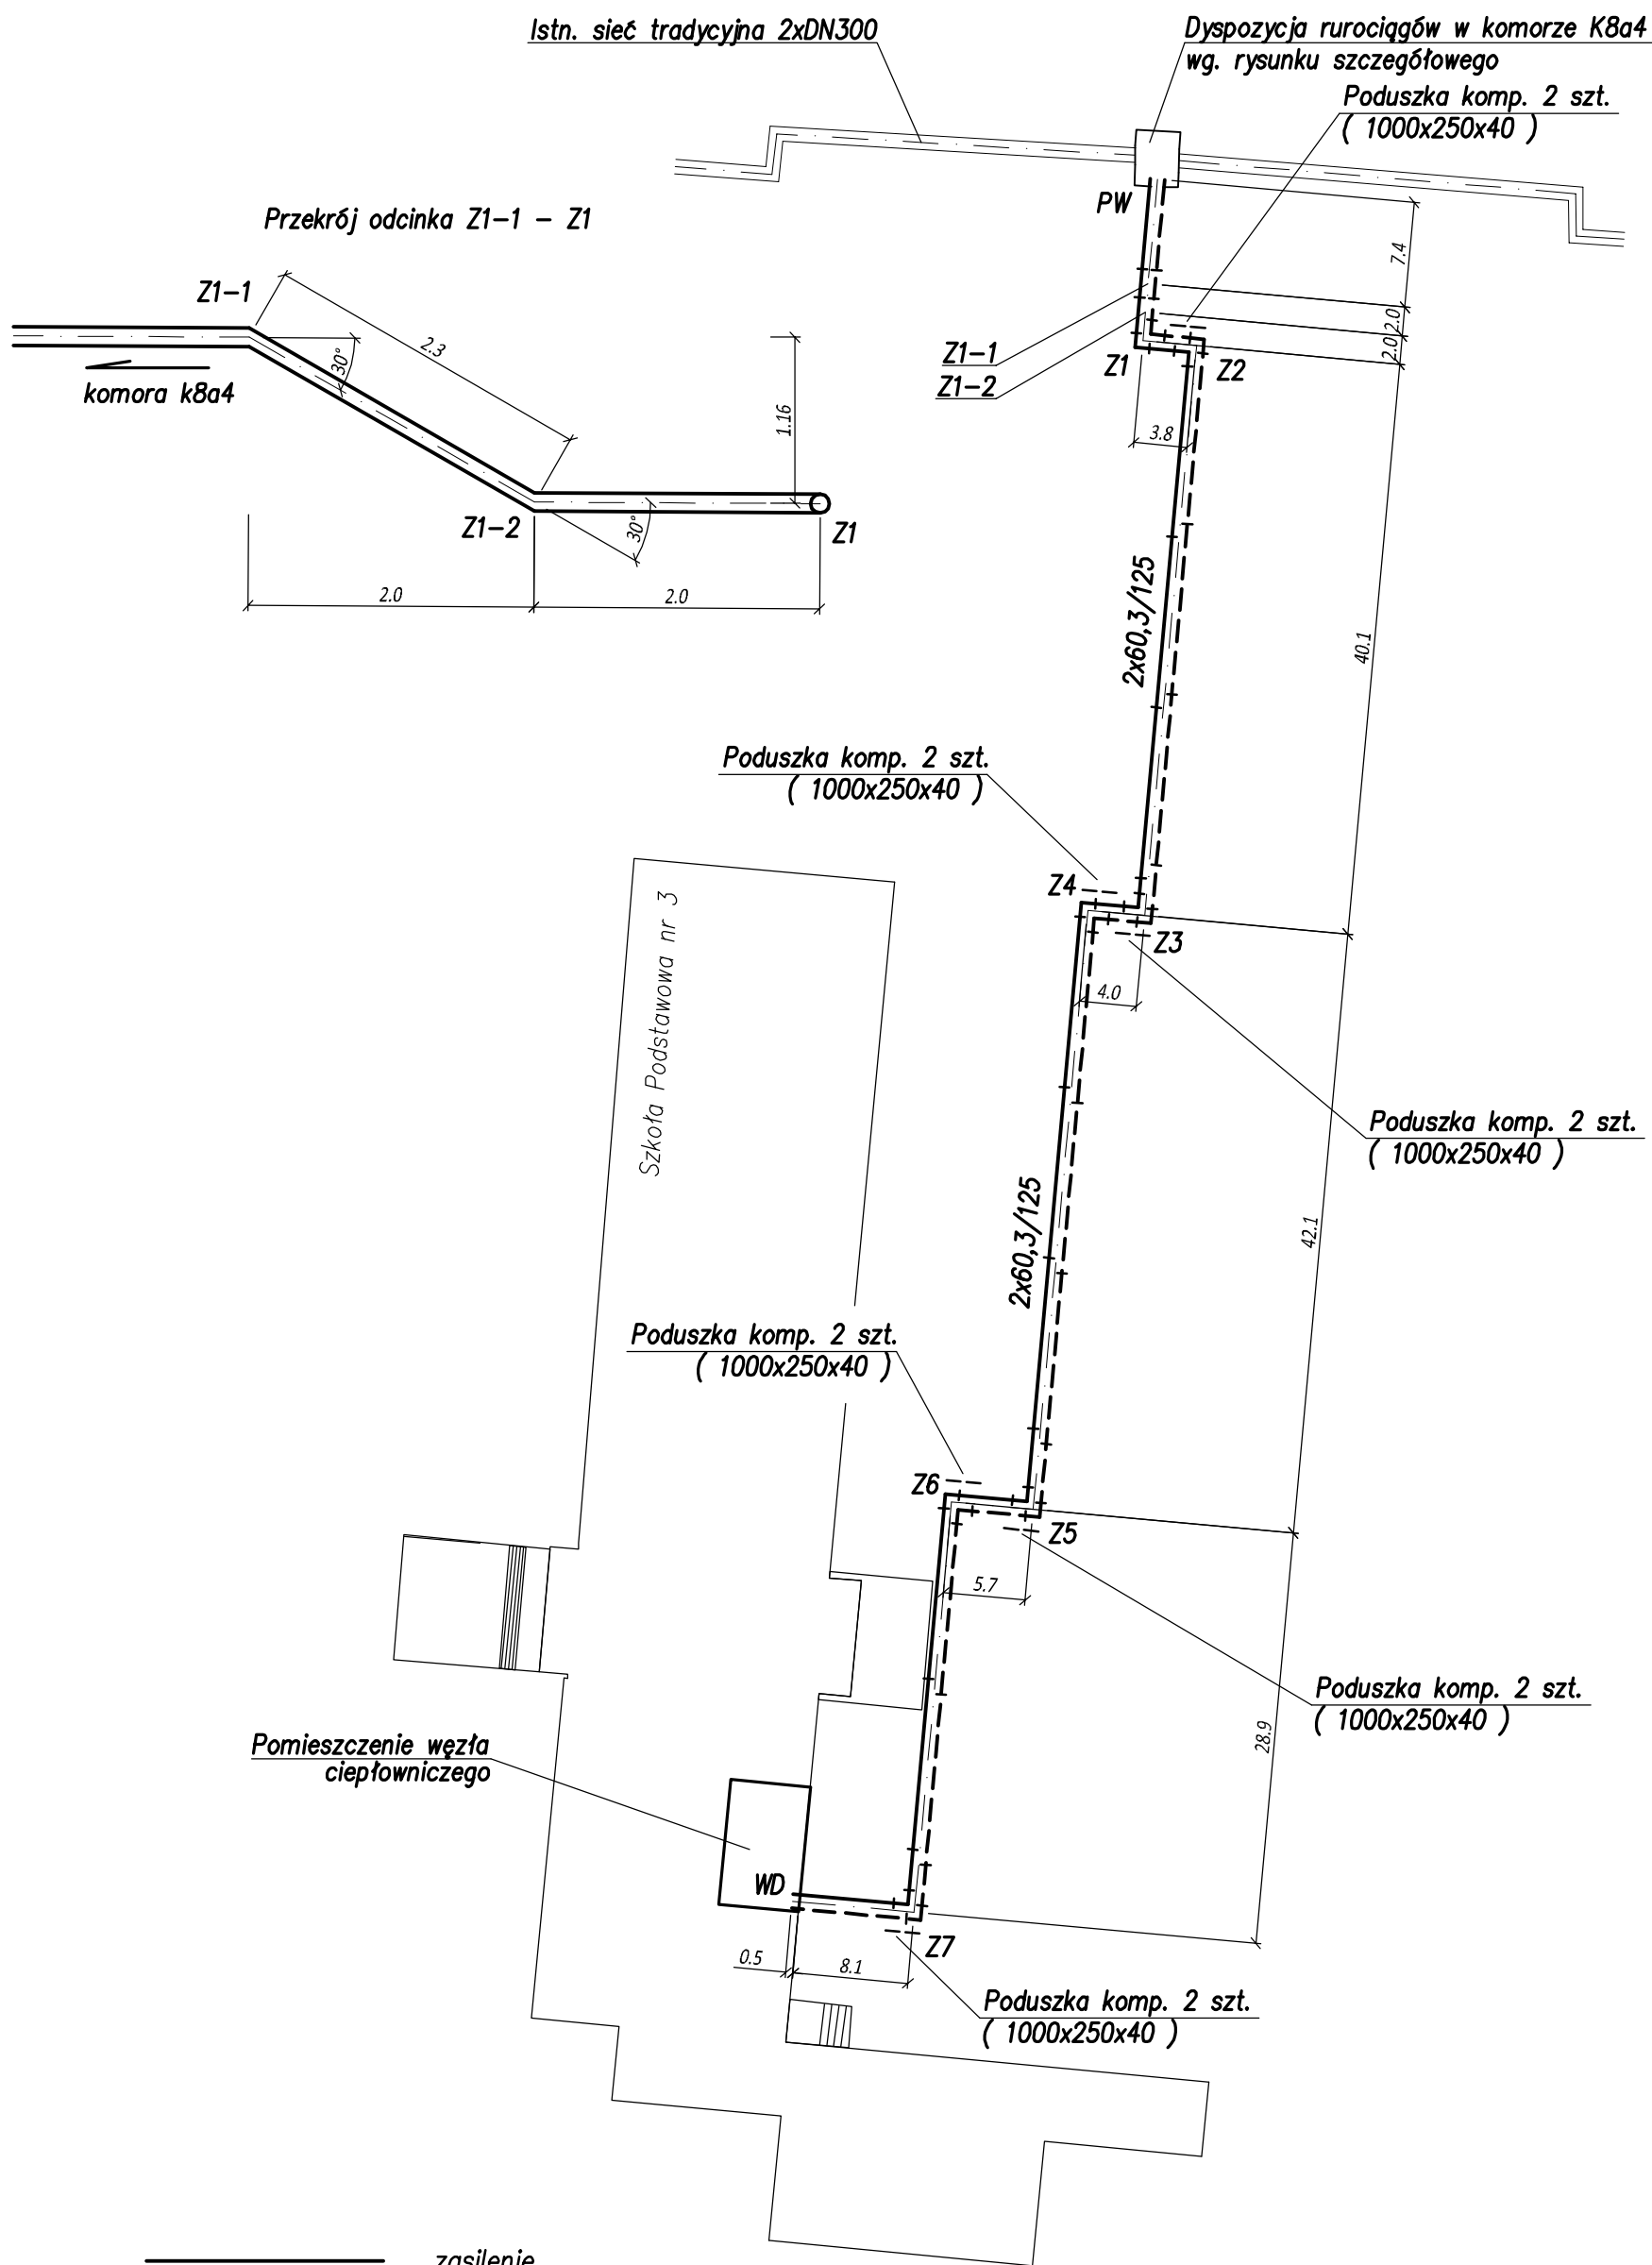 Istn. sieć tradycyjna 2xDN300
Dyspozycja rurociągów w komorze K8a4
wg. rysunku szczegółowego
Poduszka komp. 2 szt.
( 1000x250x40 )
PW
Przekrój odcinka Z1-1 - Z1
7.4
Z1-1
2.3
30°
2.0
2.0
Z1-1
Z1-2
Z1
Z2
komora k8a4
1.16
3.8
Z1-2
30°
Z1
2.0
2.0
2x60,3/125
40.1
Poduszka komp. 2 szt.
( 1000x250x40 )
Z4
Z3
Szkoła Podstawowa nr 3
4.0
Poduszka komp. 2 szt.
( 1000x250x40 )
2x60,3/125
42.1
Poduszka komp. 2 szt.
( 1000x250x40 )
Z6
Z5
5.7
Poduszka komp. 2 szt.
( 1000x250x40 )
28.9
Pomieszczenie węzła
ciepłowniczego
WD
Z7
0.5
8.1
Poduszka komp. 2 szt.
( 1000x250x40 )
zasilenie